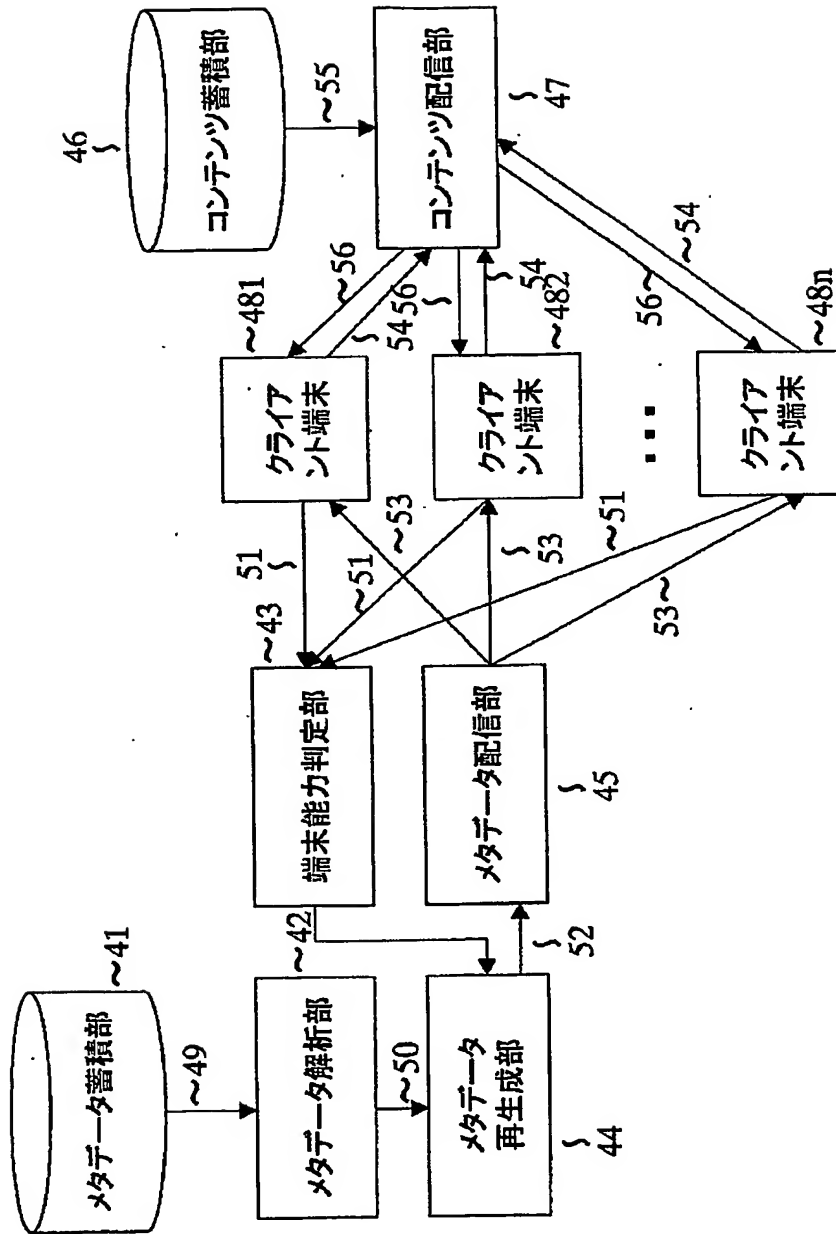 メタデータ蓄積部
~41
~49
メタデータ解析部
~42
~50
メタデータ
再生成部
~44
端末能力判定部
~43
52
メタデータ配信部
~45
51
~51
~51
~53
53
53~
クライア
ント端末
~481
クライア
ント端末
~482
クライア
ント端末
~48n
~56
54
56
54
56~
~54
46
コンテンツ蓄積部
~55
コンテンツ配信部
47